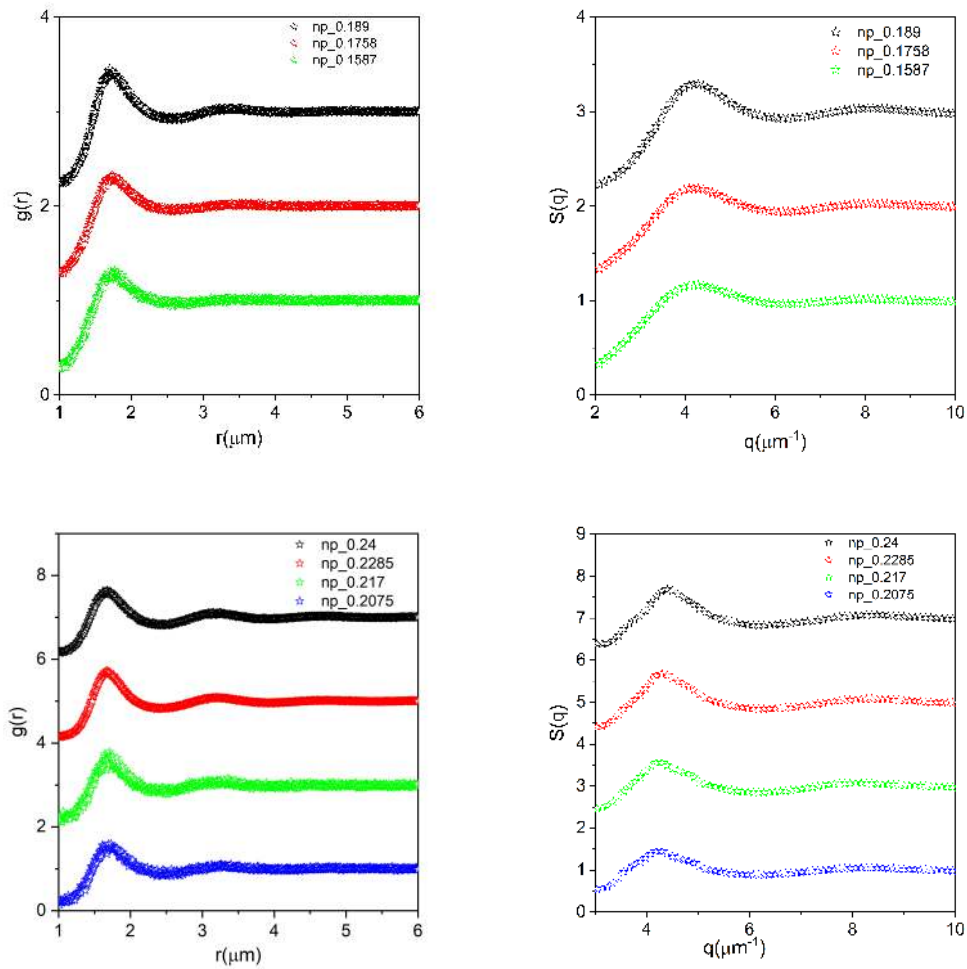 4
np_0.189
np_0.1758
np_0.1587
g(r)
2
0
1 2 3 4 5 6
r(μm)
4
np_0.189
np_0.1758
np_0.1587
3
S(q)
2
1
0
2 4 6 8 10
q(μm⁻¹)
np_0.24
np_0.2285
np_0.217
np_0.2075
8
6
g(r)
4
2
0
1 2 3 4 5 6
r(μm)
9
np_0.24
np_0.2285
np_0.217
np_0.2075
8
7
6
5
S(q)
4
3
2
1
0
4 6 8 10
q(μm⁻¹)